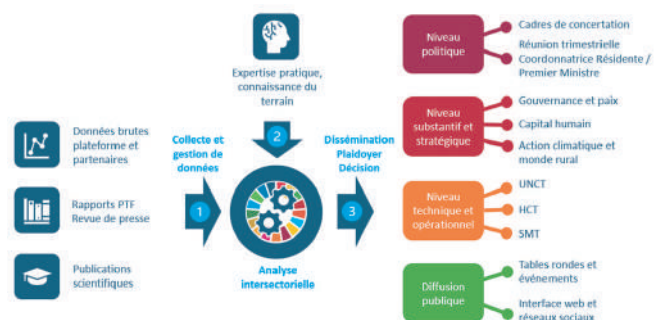 Expertise pratique,
connaissance du
terrain
Données brutes
plateforme et
partenaires
Rapports PTF
Revue de presse
Publications
scientifiques
Collecte et
gestion de
données
1
2
Analyse
intersectorielle
Dissémination
Plaidoyer
Décision
3
Niveau
politique
Cadres de concertation
Réunion trimestrielle
Coordonnatrice Résidente /
Premier Ministre
Niveau
substantif et
stratégique
Gouvernance et paix
Capital humain
Action climatique et
monde rural
Niveau
technique et
opérationnel
UNCT
HCT
SMT
Diffusion
publique
Tables rondes et
événements
Interface web et
réseaux sociaux